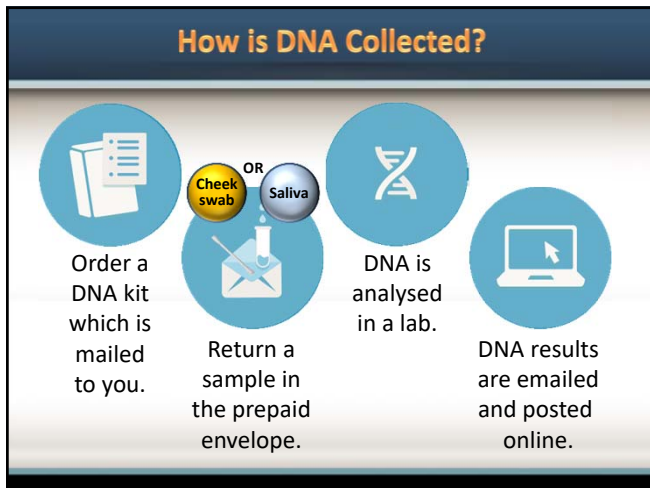 How is DNA Collected?
Order a
DNA kit
which is
mailed
to you.
OR
Cheek
swab
Saliva
Return a
sample in
the prepaid
envelope.
DNA is
analysed
in a lab.
DNA results
are emailed
and posted
online.